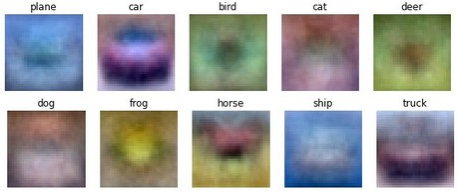 plane car bird cat deer
dog frog horse ship truck